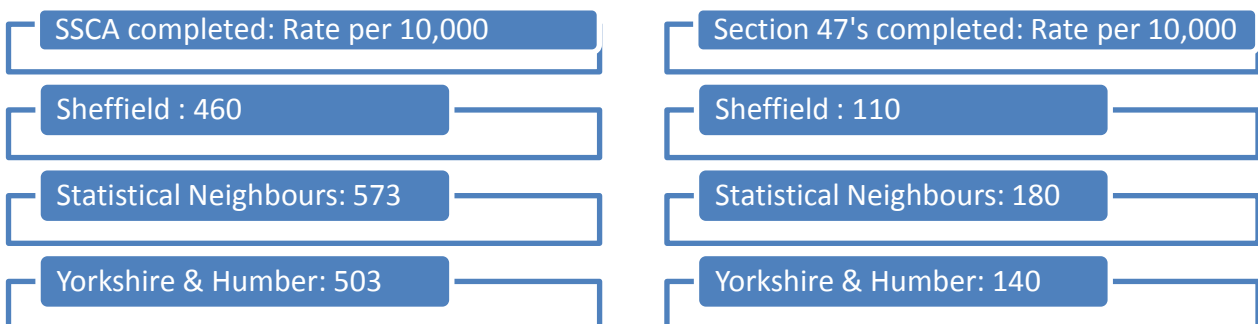 SSCA completed: Rate per 10,000
Sheffield : 460
Statistical Neighbours: 573
Yorkshire & Humber: 503
Section 47's completed: Rate per 10,000
Sheffield : 110
Statistical Neighbours: 180
Yorkshire & Humber: 140